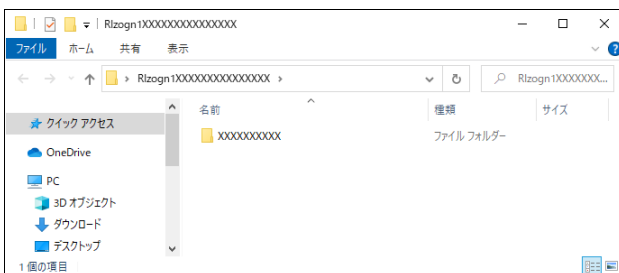 Rlzogn1XXXXXXXXXXXXXXX
ファイル ホーム 共有 表示
Rlzogn1XXXXXXXXXXXXXXX
Rlzogn1XXXXXXX...
名前 種類 サイズ
クイック アクセス
XXXXXXXXXX ファイル フォルダー
OneDrive
PC
3D オブジェクト
ダウンロード
デスクトップ
1 個の項目